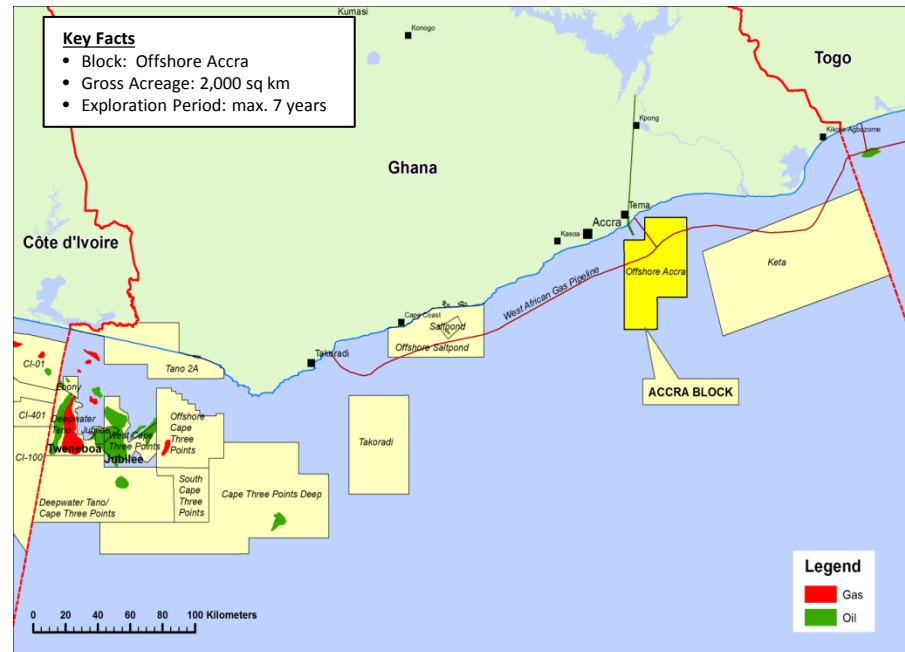 Kumasi
Konogo
Key Facts
• Block: Offshore Accra
• Gross Acreage: 2,000 sq km
• Exploration Period: max. 7 years
Togo
Kpong
Ghana
Côte d'Ivoire
Tema
Accra
Kasoa
Offshore Accra
Keta
West African Gas Pipeline
Cape Coast
Saltpond
Offshore Saltpond
Takoradi
ACCRA BLOCK
CI-01
Tano 2A
Ebony
CI-401
Deepwater
Tano
Jubilee
West Cape
Three Points
Offshore
Cape Three
Points
Tweneboa
Jubilee
CI-100
Takoradi
South
Cape
Three
Points
Cape Three Points Deep
Deepwater Tano/
Cape Three Points
Legend
Gas
Oil
0 20 40 60 80 100 Kilometers